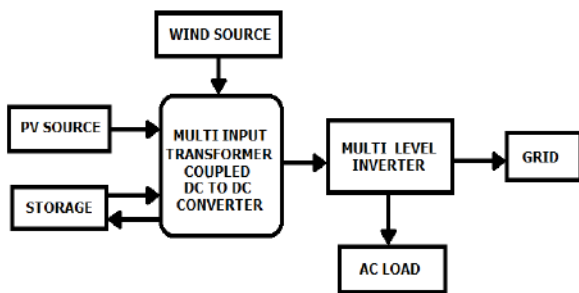 WIND SOURCE
PV SOURCE
STORAGE
MULTI INPUT
TRANSFORMER
COUPLED
DC TO DC
CONVERTER
MULTI LEVEL
INVERTER
GRID
AC LOAD